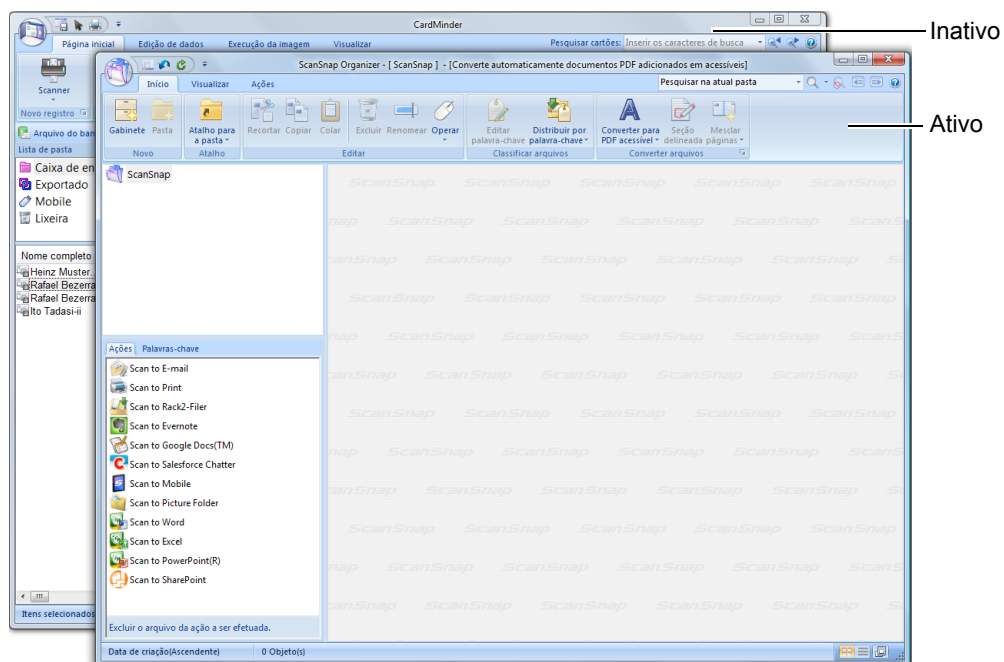 CardMinder
Inativo
Página inicial Edição de dados Execução da imagem Visualizar Pesquisar cartões: Inserir os caracteres de busca
ScanSnap Organizer - [ ScanSnap ] - [Converte automaticamente documentos PDF adicionados em acessíveis]
Início Visualizar Ações Pesquisar na atual pasta
Scanner
Novo registro
Ativo
Gabinete Pasta Atalho para a pasta Recortar Copiar Colar Excluir Renomear Operar Editar palavra-chave Distribuir por palavra-chave Converter para PDF acessível Seção delineada Mesclar páginas
Novo Atalho Editar Classificar arquivos Converter arquivos
Arquivo do ban
Lista de pasta
Caixa de en
Exportado
Mobile
Lixeira
ScanSnap
Nome completo
Heinz Muster..
Rafael Bezerra
Rafael Bezerra
Ito Tadasi-ii
Ações Palavras-chave
Scan to E-mail
Scan to Print
Scan to Rack2-Filer
Scan to Evernote
Scan to Google Docs(TM)
Scan to Salesforce Chatter
Scan to Mobile
Scan to Picture Folder
Scan to Word
Scan to Excel
Scan to PowerPoint(R)
Scan to SharePoint
Itens selecionados
Excluir o arquivo da ação a ser efetuada.
Data de criação(Ascendente) 0 Objeto(s)
ScanSnap ScanSnap ScanSnap ScanSnap ScanSnap